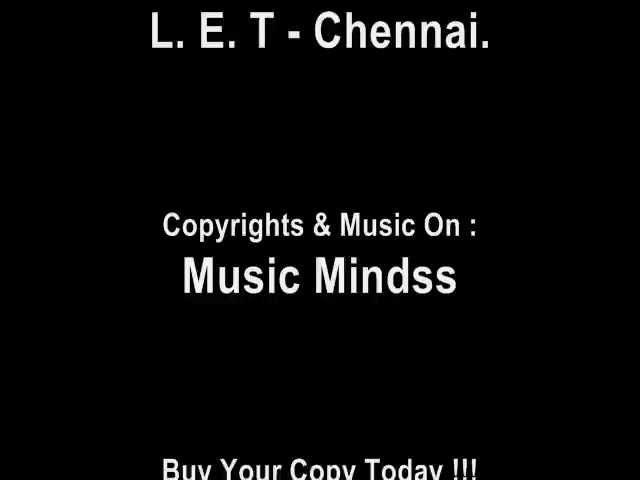 L. E. T - Chennai.
Copyrights & Music On :
Music Mindss
Buy Your Copy Today !!!